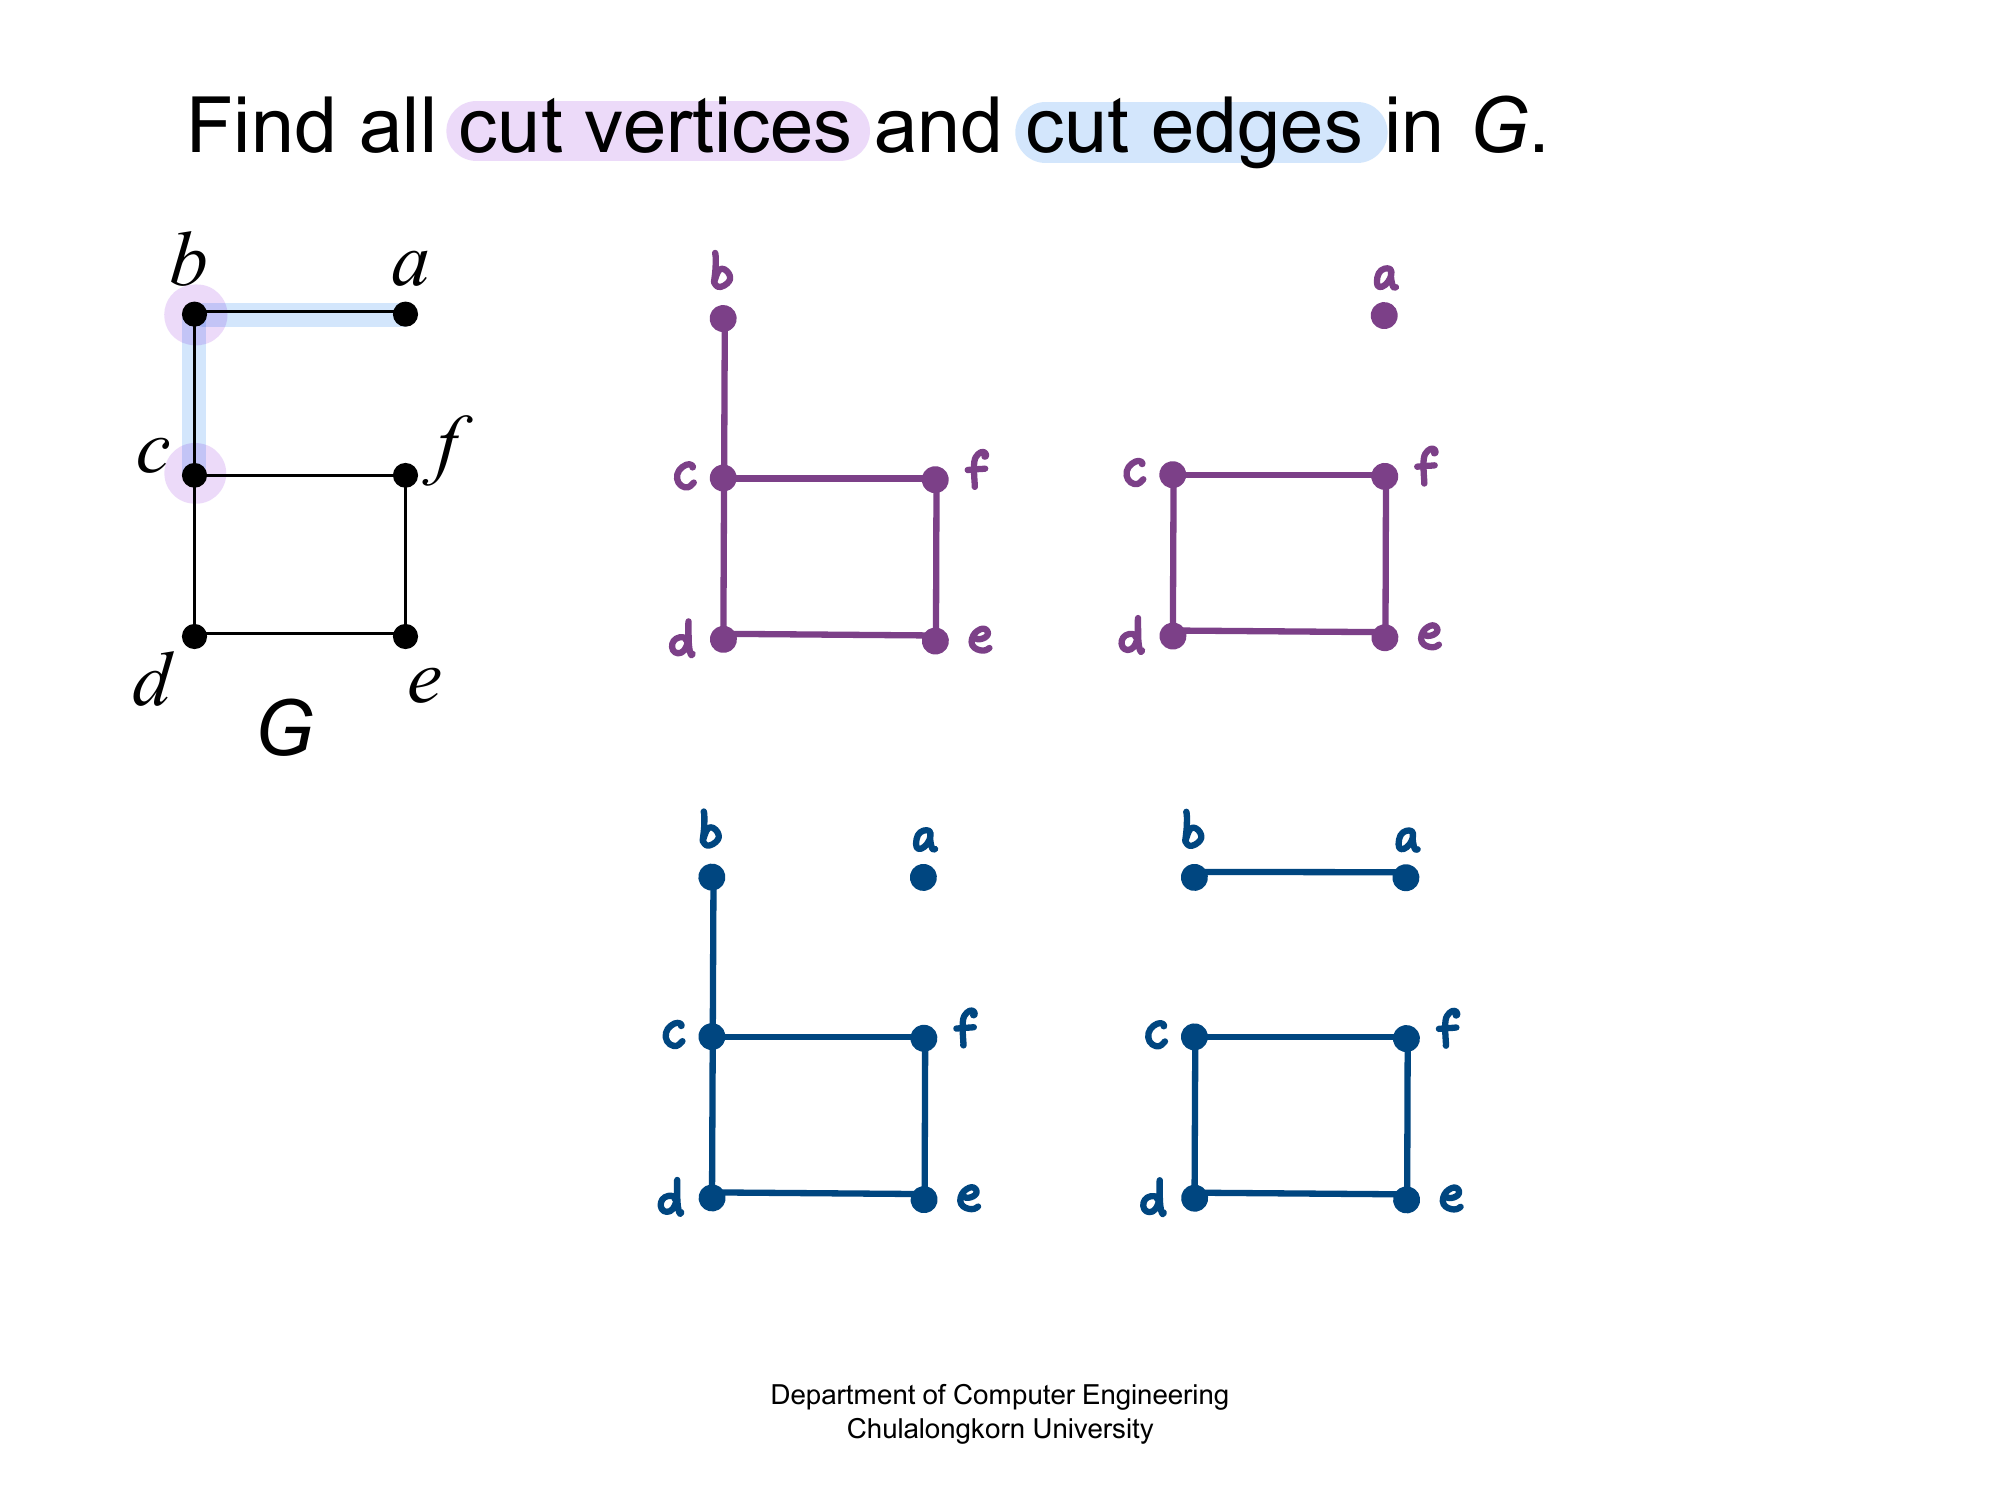 Find all cut vertices and cut edges in G.
b a
c f
d e
G
b
c f
d e
a
c f
d e
b a
c f
d e
b a
c f
d e
Department of Computer Engineering
Chulalongkorn University